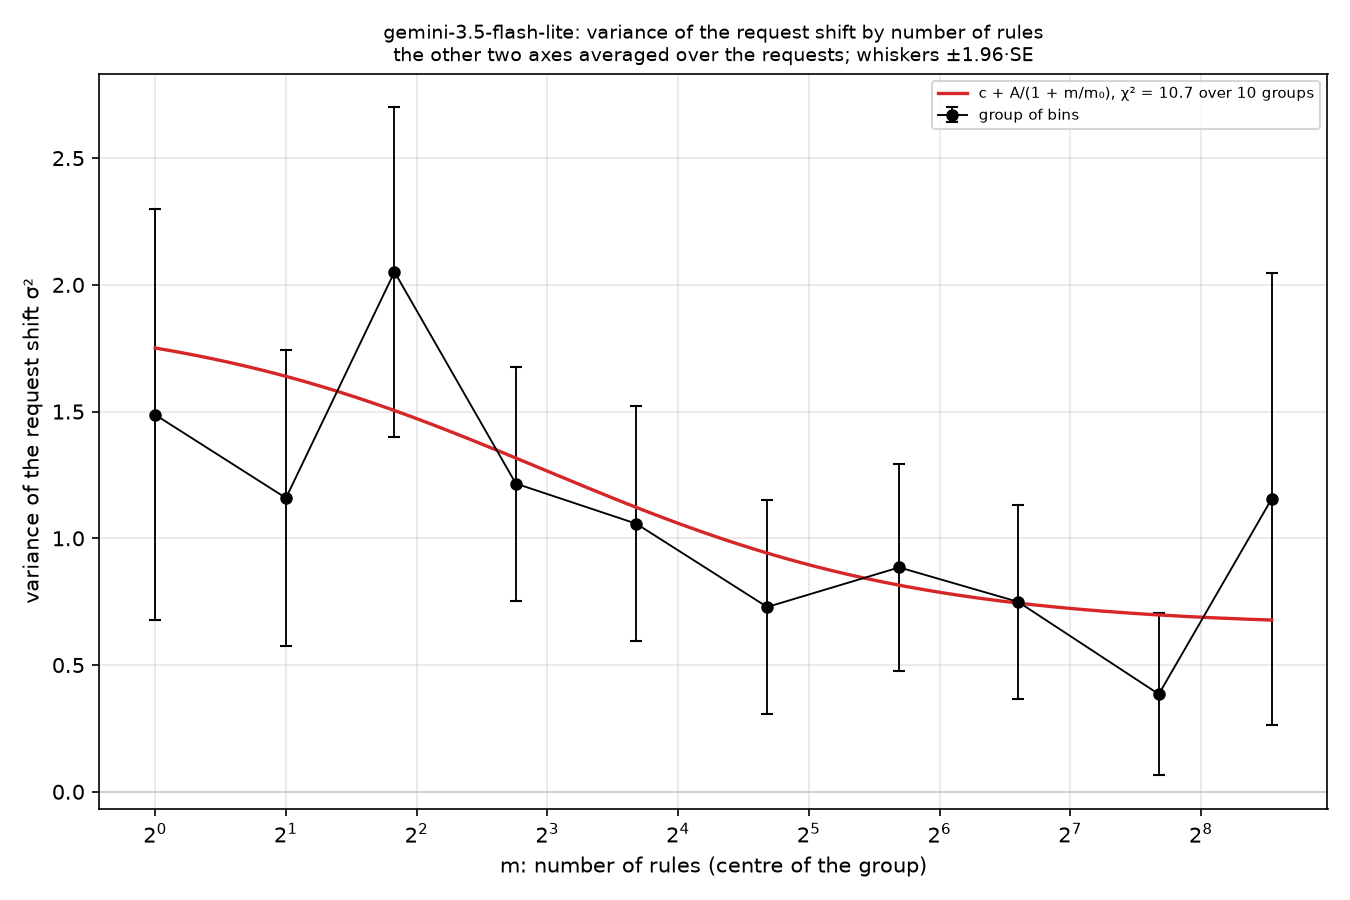 gemini-3.5-flash-lite: variance of the request shift by number of rules
the other two axes averaged over the requests; whiskers ±1.96·SE
c + A/(1 + m/m₀), χ² = 10.7 over 10 groups
group of bins
variance of the request shift σ²
2.5
2.0
1.5
1.0
0.5
0.0
2⁰ 2¹ 2² 2³ 2⁴ 2⁵ 2⁶ 2⁷ 2⁸
m: number of rules (centre of the group)